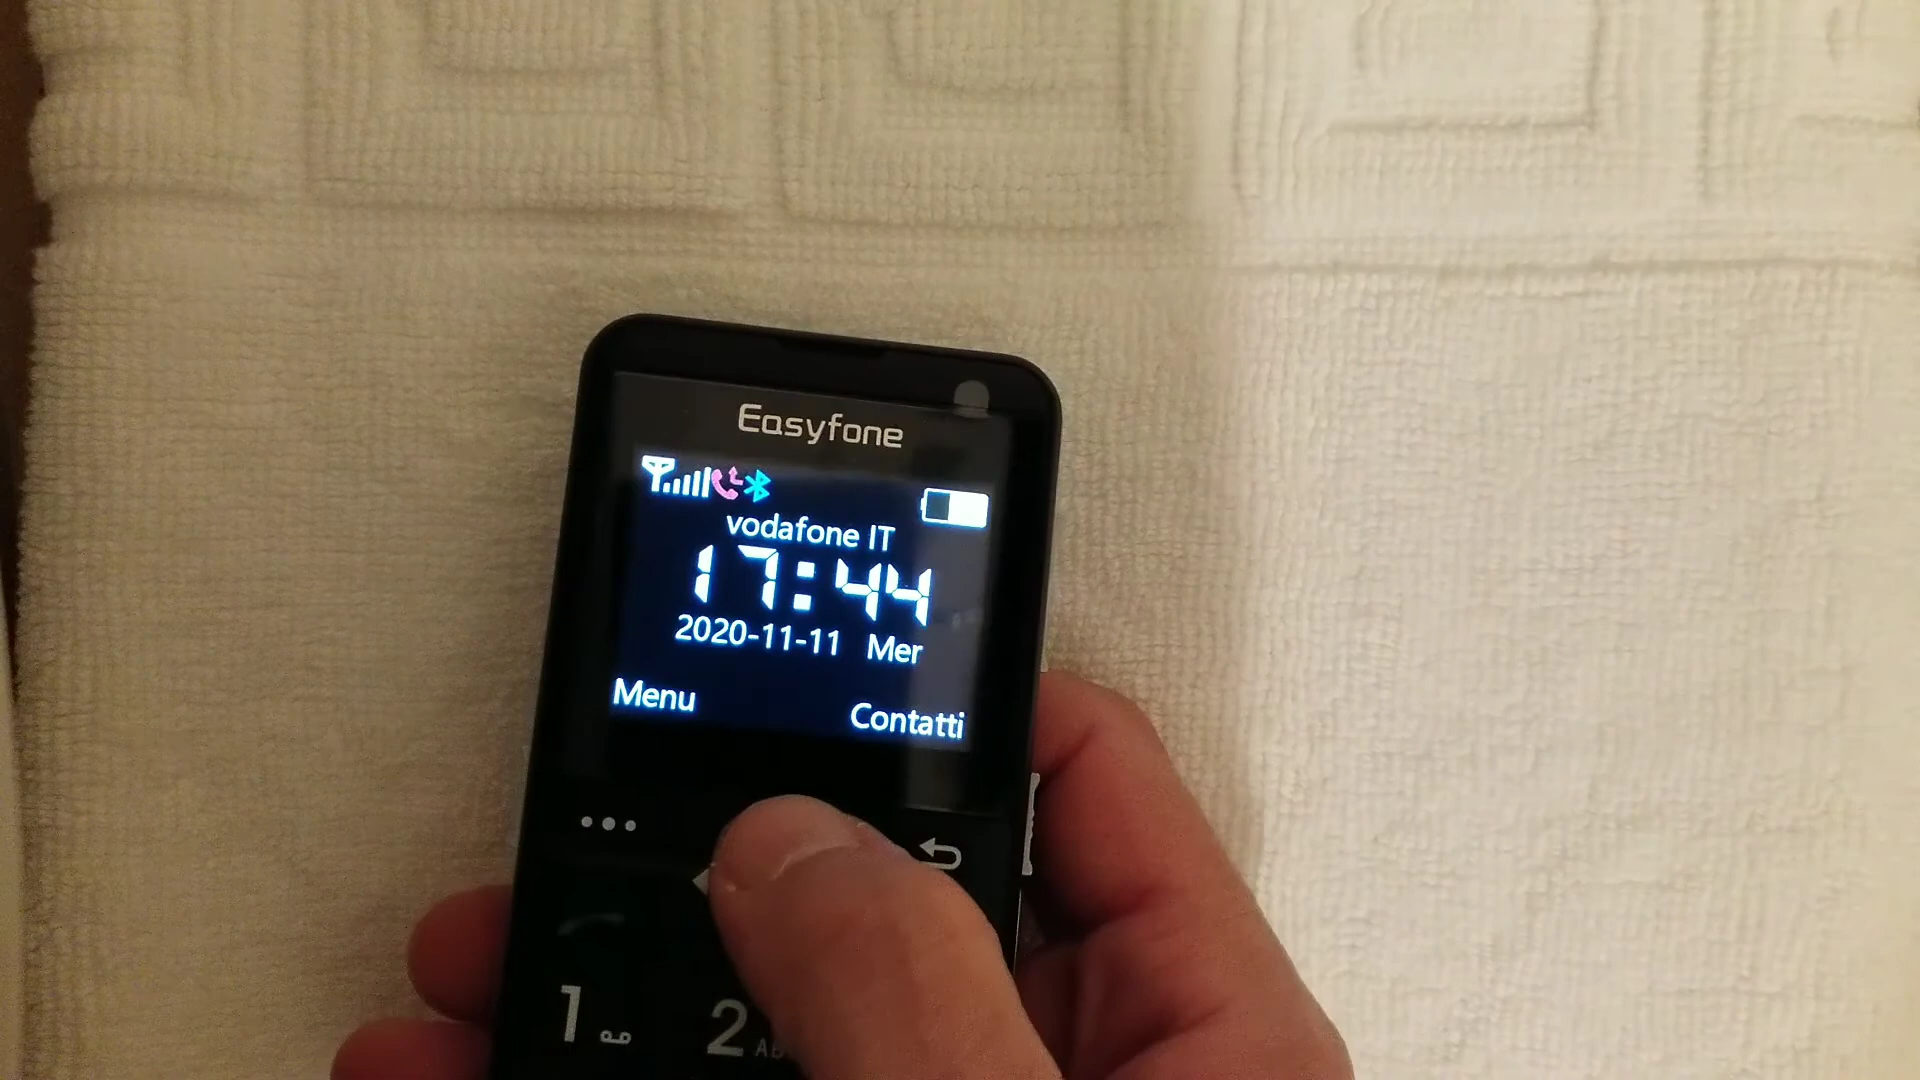 Easyfone
vodafone IT
17:44
2020-11-11 Mer
Menu
Contatti
1
2